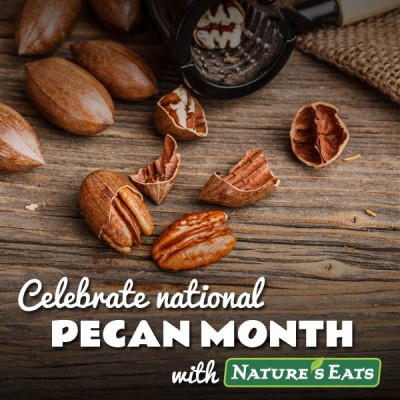 Celebrate national
PECAN MONTH
with NATURE'S EATS